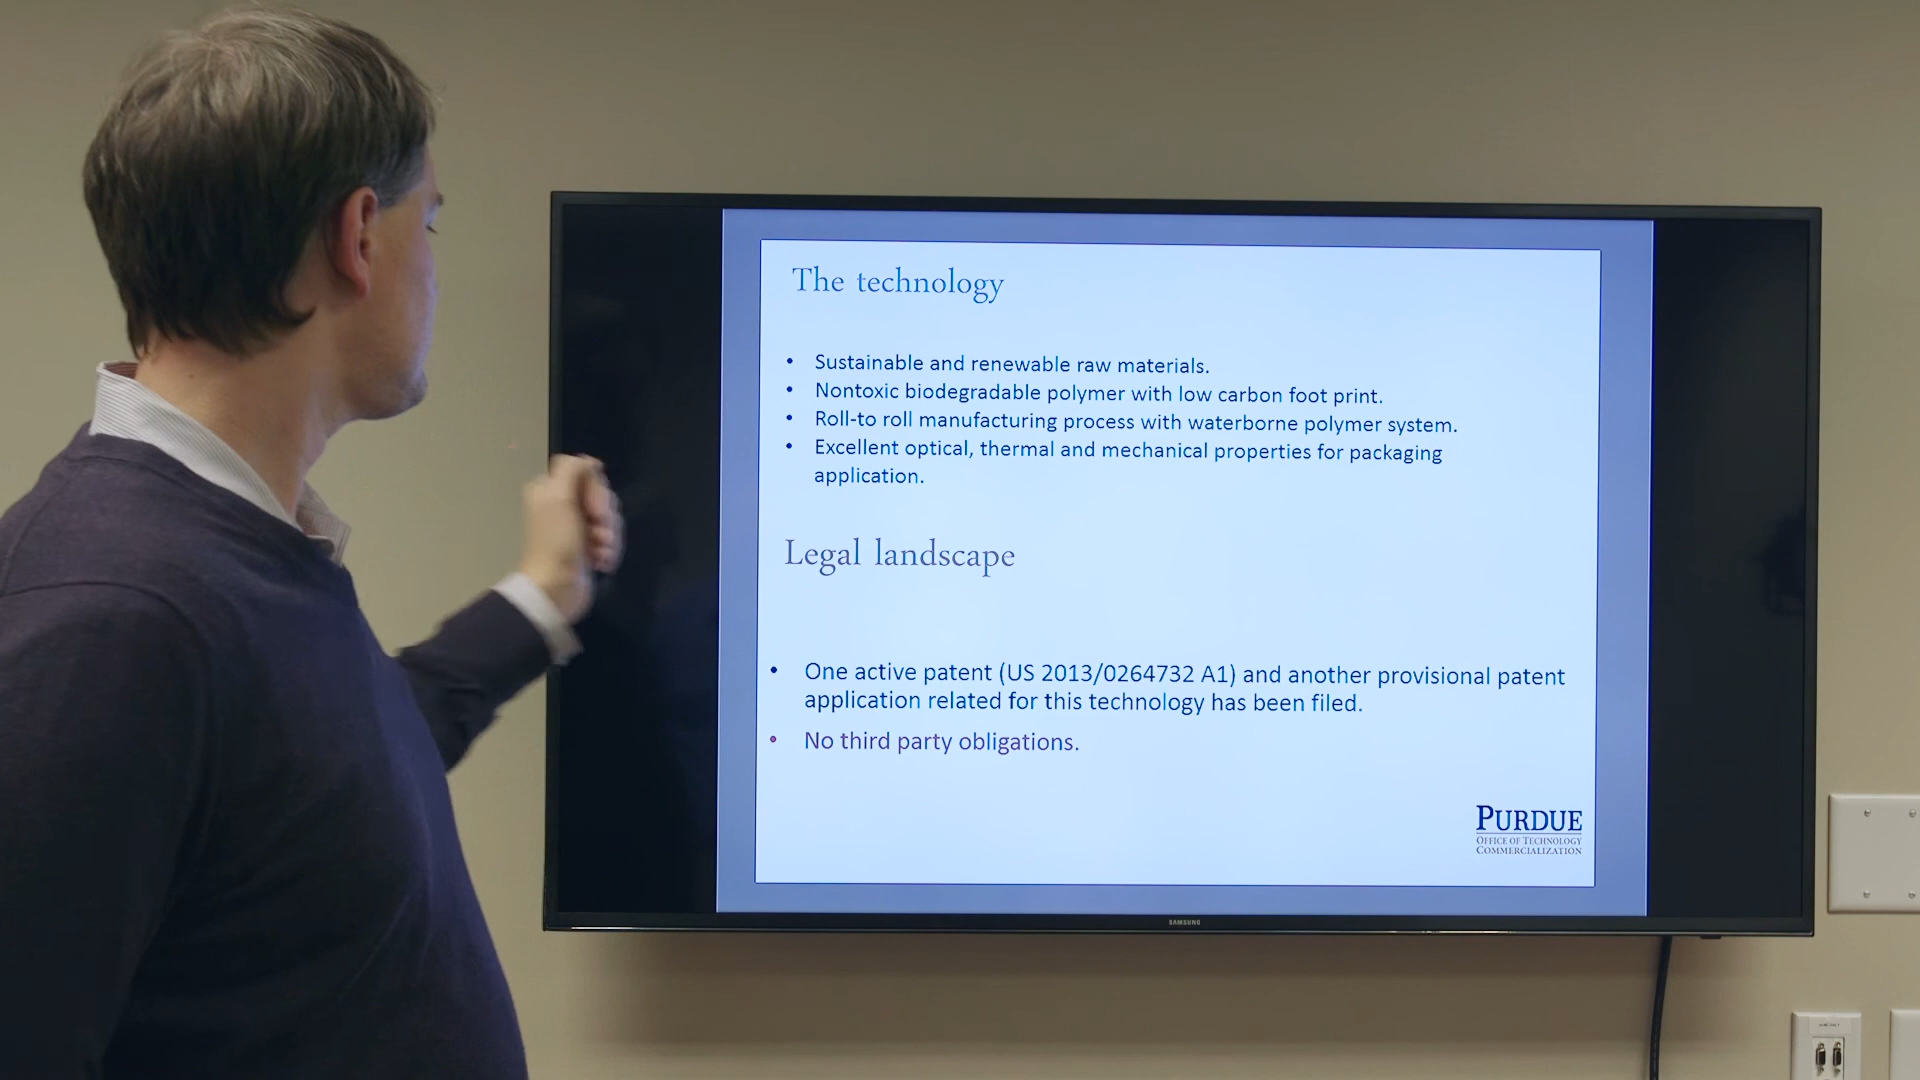 The technology
• Sustainable and renewable raw materials.
• Nontoxic biodegradable polymer with low carbon foot print.
• Roll-to roll manufacturing process with waterborne polymer system.
• Excellent optical, thermal and mechanical properties for packaging
application.
Legal landscape
• One active patent (US 2013/0264732 A1) and another provisional patent
application related for this technology has been filed.
• No third party obligations.
PURDUE
OFFICE OF TECHNOLOGY
COMMERCIALIZATION
SAMSUNG